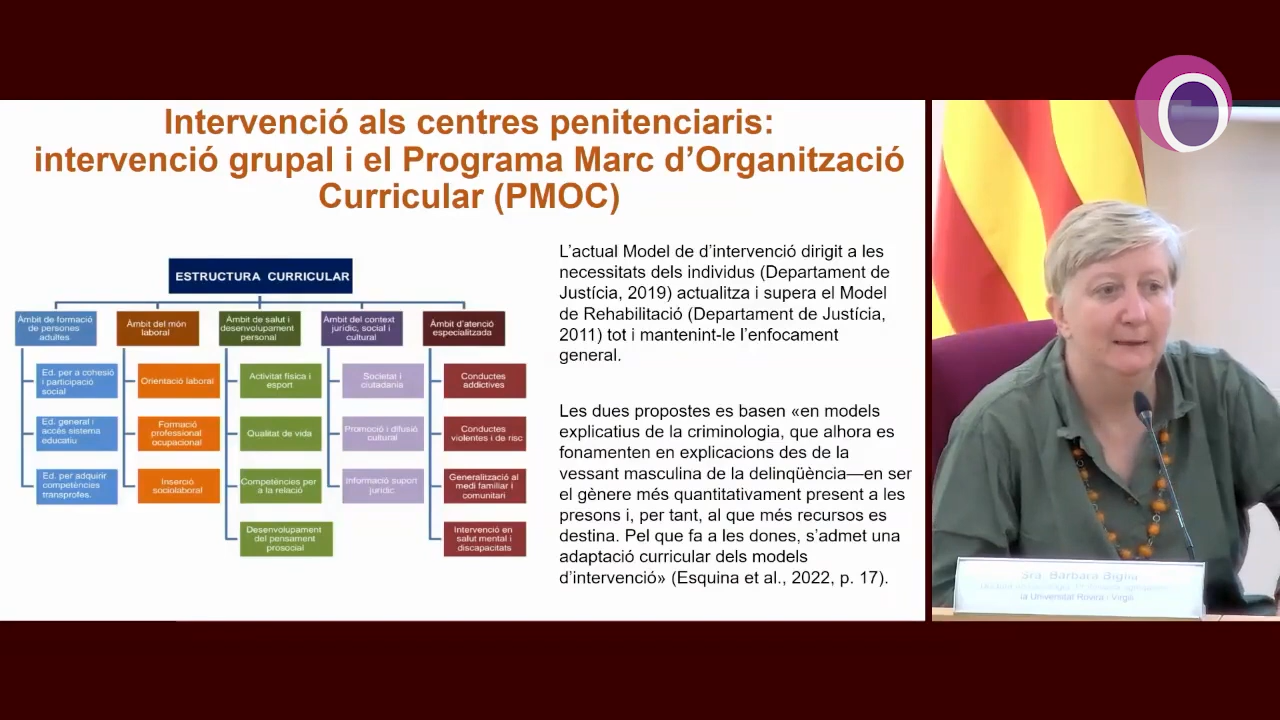 Intervenció als centres penitenciaris:
intervenció grupal i el Programa Marc d'Organització
Curricular (PMOC)
ESTRUCTURA CURRICULAR
Àmbit de formació
de persones
adultes
Ed. per a cohesió
i participació
social
Ed. general i
accés sistema
educatiu
Ed. per adquirir
competències
transprofes.
Àmbit del món
laboral
Orientació laboral
Formació
professional
ocupacional
Inserció
sociolaboral
Àmbit de salut i
desenvolupament
personal
Activitat física i
esport
Qualitat de vida
Competències per
a la relació
Desenvolupament
del pensament
prosocial
Àmbit del context
jurídic, social i
cultural
Societat i
ciutadania
Promoció i difusió
cultural
Informació suport
jurídic
Àmbit d'atenció
especialitzada
Conductes
addictives
Conductes
violentes i de risc
Generalització al
medi familiar i
comunitari
Intervenció en
salut mental i
discapacitats
L'actual Model de d'intervenció dirigit a les
necessitats dels individus (Departament de
Justícia, 2019) actualitza i supera el Model
de Rehabilitació (Departament de Justícia,
2011) tot i mantenint-le l'enfocament
general.
Les dues propostes es basen «en models
explicatius de la criminologia, que alhora es
fonamenten en explicacions des de la
vessant masculina de la delinqüència—en ser
el gènere més quantitativament present a les
presons i, per tant, al que més recursos es
destina. Pel que fa a les dones, s'admet una
adaptació curricular dels models
d'intervenció» (Esquina et al., 2022, p. 17).
Sra. Barbara Biglia
la Universitat Rovira i Virgili